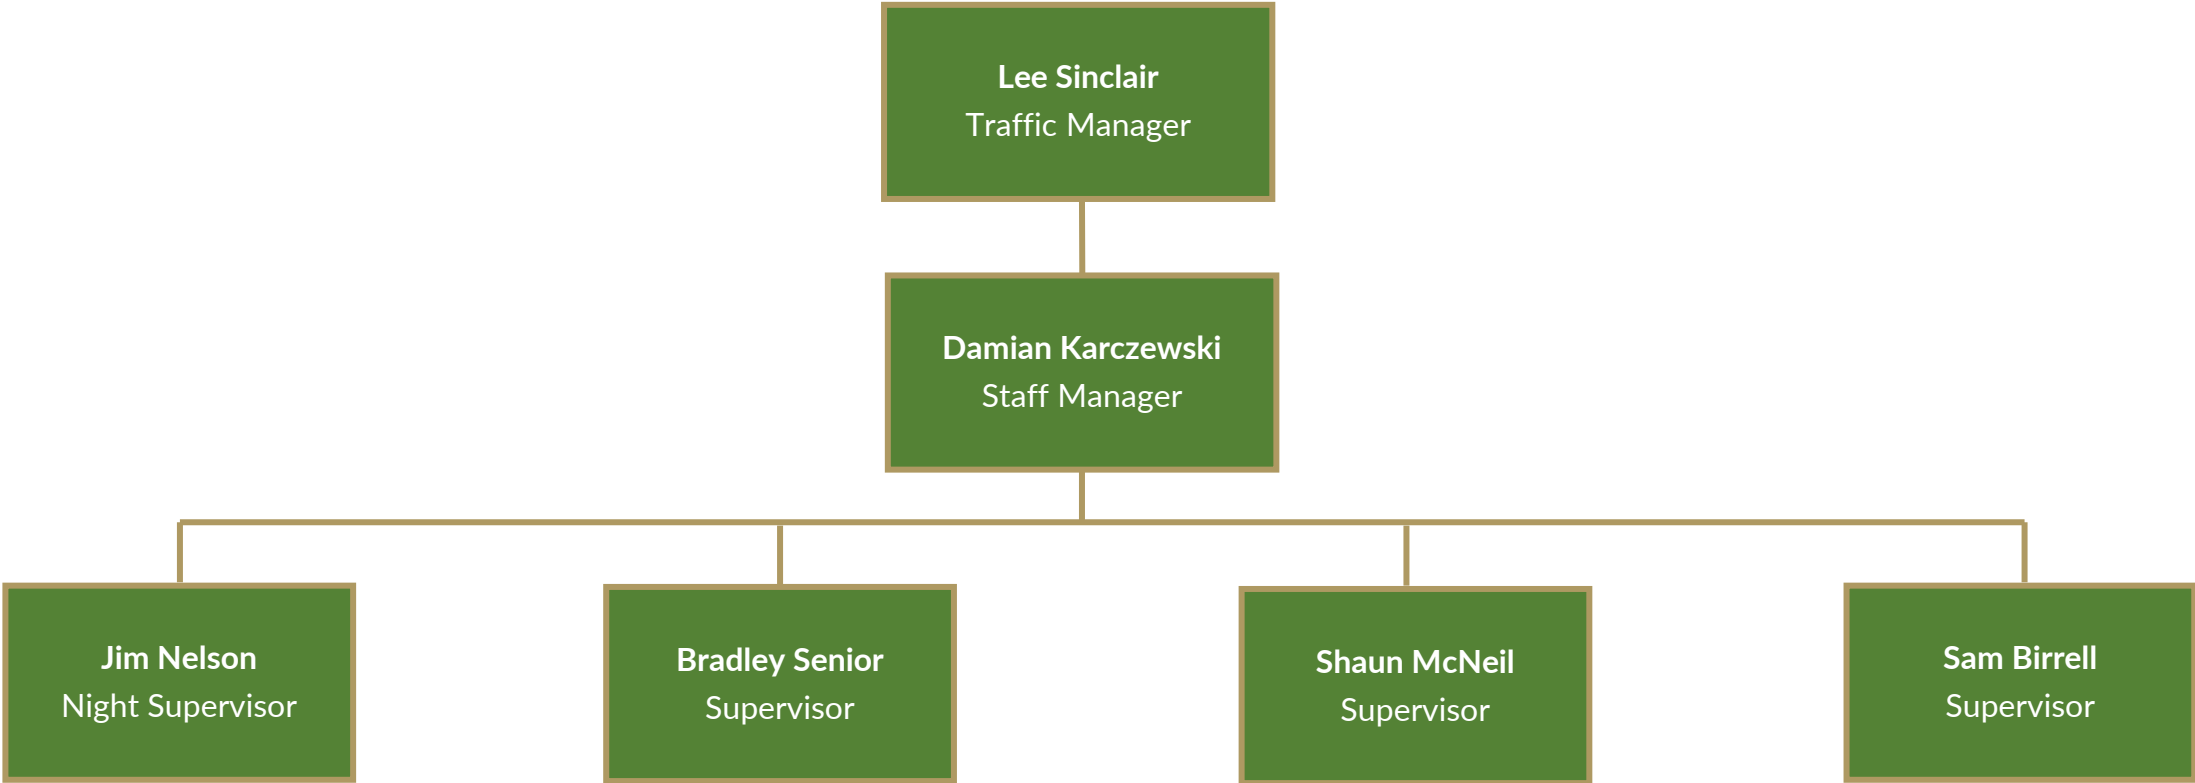 Lee Sinclair
Traffic Manager
Damian Karczewski
Staff Manager
Jim Nelson
Night Supervisor
Bradley Senior
Supervisor
Shaun McNeil
Supervisor
Sam Birrell
Supervisor